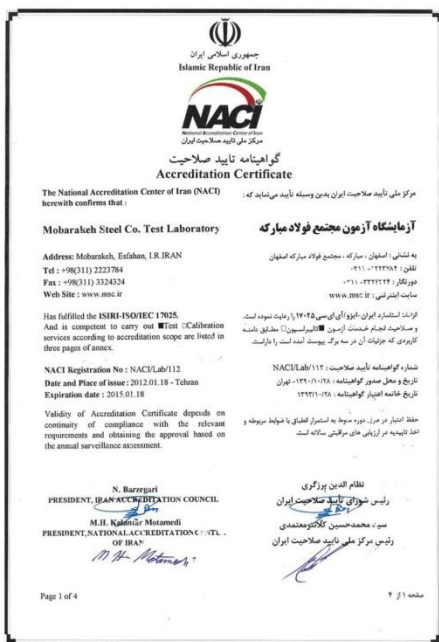 جمهوری اسلامی ایران
Islamic Republic of Iran
NACI
National Accreditation Center of Iran
مرکز ملی تایید صلاحیت ایران
گواهینامه تایید صلاحیت
Accreditation Certificate
The National Accreditation Center of Iran (NACI)
herewith confirms that :
Mobarakeh Steel Co. Test Laboratory
Address: Mobarakeh, Esfahan, I.R.IRAN
Tel : +98(311) 2223784
Fax : +98(311) 3324324
Web Site : www.msc.ir
Has fulfilled the ISIRI-ISO/IEC 17025.
And is competent to carry out ■Test □Calibration
services according to accreditation scope are listed in
three pages of annex.
NACI Registration No : NACI/Lab/112
Date and Place of issue : 2012.01.18 - Tehran
Expiration date : 2015.01.18
Validity of Accreditation Certificate depends on
continuity of compliance with the relevant
requirements and obtaining the approval based on
the annual surveillance assessment.
مرکز ملی تأیید صلاحیت ایران بدین وسیله تأیید می‌نماید که :
آزمایشگاه آزمون مجتمع فولاد مبارکه
به نشانی : اصفهان ، مبارکه ، مجتمع فولاد مبارکه اصفهان
تلفن : ۲۲۲۳۷۸۴-۰۳۱۱
دورنگار :
سایت اینترنتی : www.msc.ir
الزامات استاندارد ایران -ایزو/آی‌ای‌سی ۱۷۰۲۵ را رعایت نموده است.
و صلاحیت انجام خدمات آزمون ■کالیبراسیون□ مطابق دامنه
کاربردی که جزئیات آن در سه برگ پیوست آمده است را داراست.
شماره گواهینامه تأیید صلاحیت : NACI/Lab/۱۱۲
تاریخ و محل صدور گواهینامه : ۱۳۹۰/۱۰/۲۸- تهران
تاریخ خاتمه اعتبار گواهینامه : ۱۳۹۳/۱۰/۲۸
حفظ اعتبار در طول دوره منوط به استمرار انطباق با ضوابط مربوطه و
اخذ تاییدیه در ارزیابی های مراقبتی سالانه است
N. Barzegari
PRESIDENT, IRAN ACCREDITATION COUNCIL
M.H. Kalantar Motamedi
PRESIDENT, NATIONAL ACCREDITATION
OF IRAN
نظام الدین برزگری
رئیس شورای تأیید صلاحیت ایران
سید محمدحسین کلانترمعتمدی
رئیس مرکز ملی تایید صلاحیت ایران
Page 1 of 4
صفحه ۱ از ۴